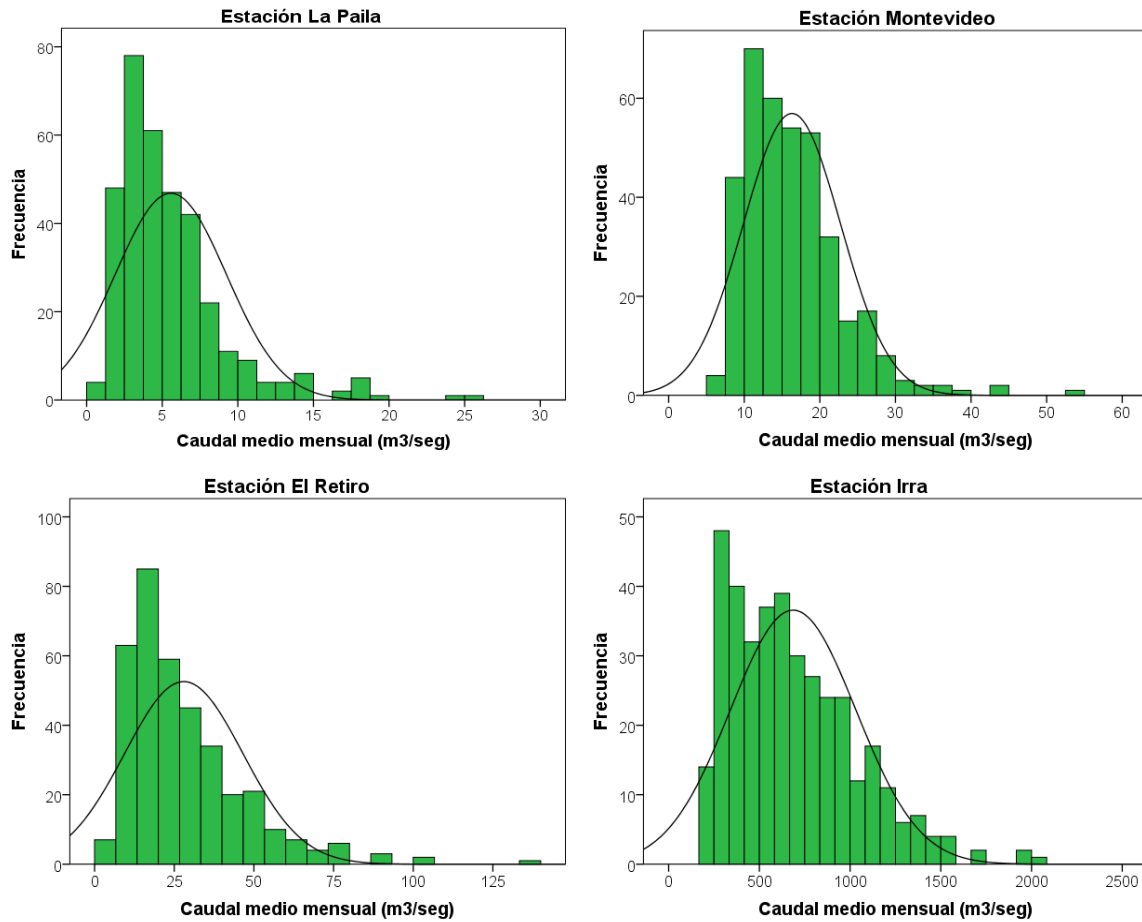 Estación La Paila
Frecuencia
80
60
40
20
0
0 5 10 15 20 25 30
Caudal medio mensual (m3/seg)
Estación Montevideo
Frecuencia
60
40
20
0
0 10 20 30 40 50 60
Caudal medio mensual (m3/seg)
Estación El Retiro
Frecuencia
100
80
60
40
20
0
0 25 50 75 100 125
Caudal medio mensual (m3/seg)
Estación Irra
Frecuencia
50
40
30
20
10
0
0 500 1000 1500 2000 2500
Caudal medio mensual (m3/seg)